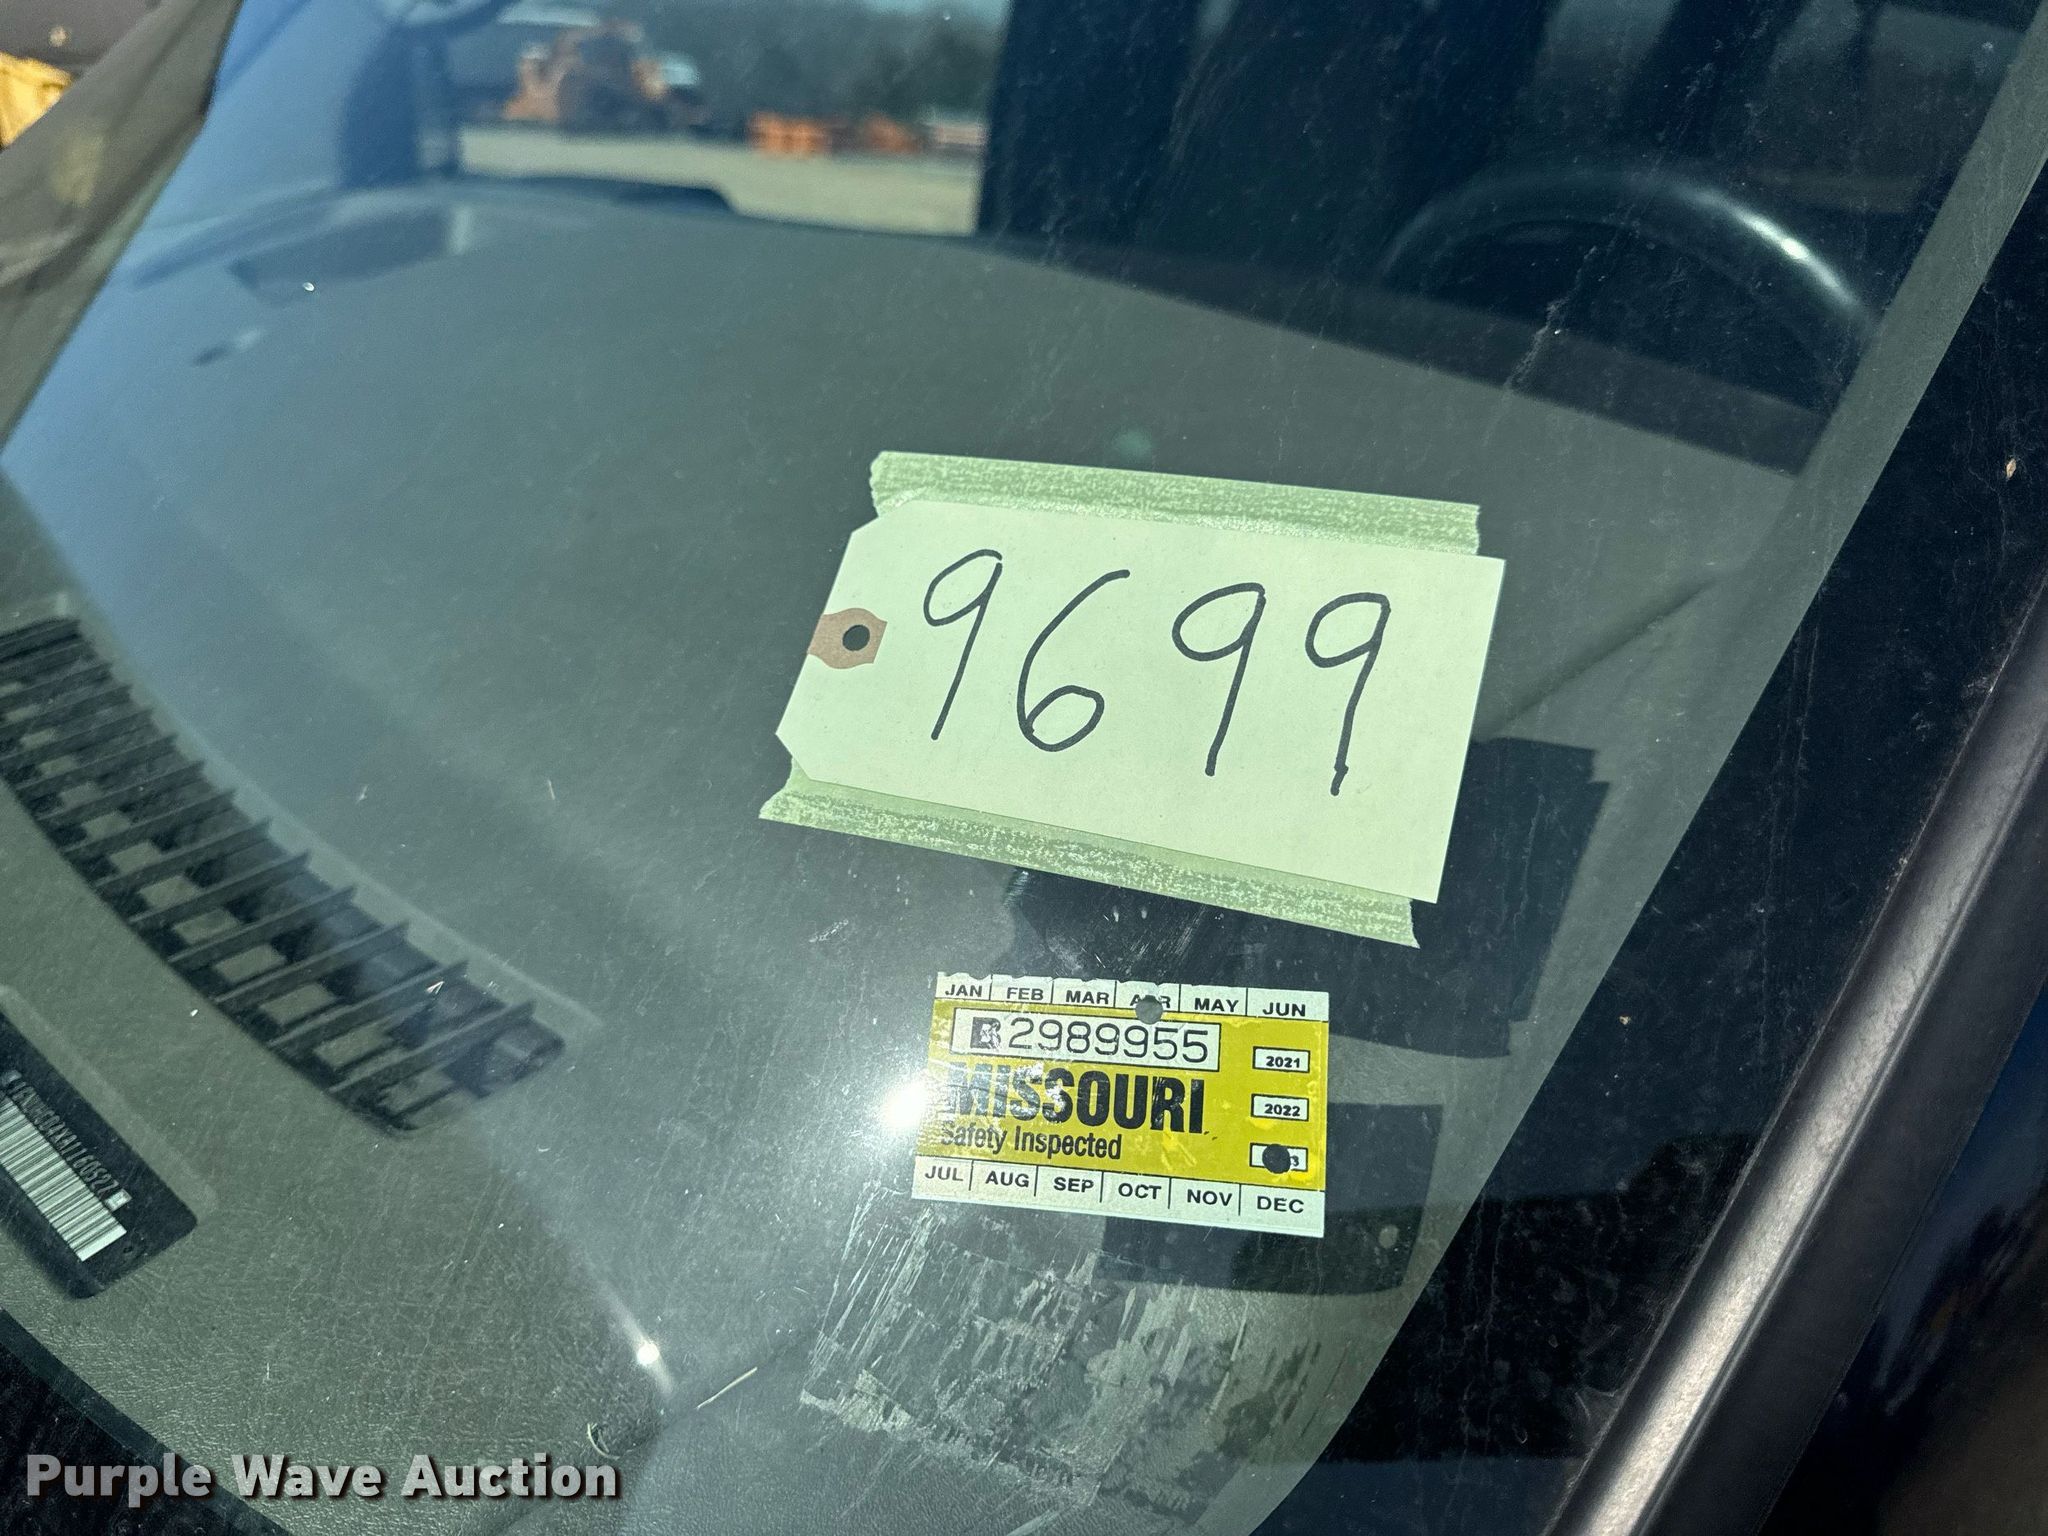 9699
JAN FEB MAR APR MAY JUN
B2989955
2021
MISSOURI
2022
Safety Inspected
JUL AUG SEP OCT NOV DEC
Purple Wave Auction